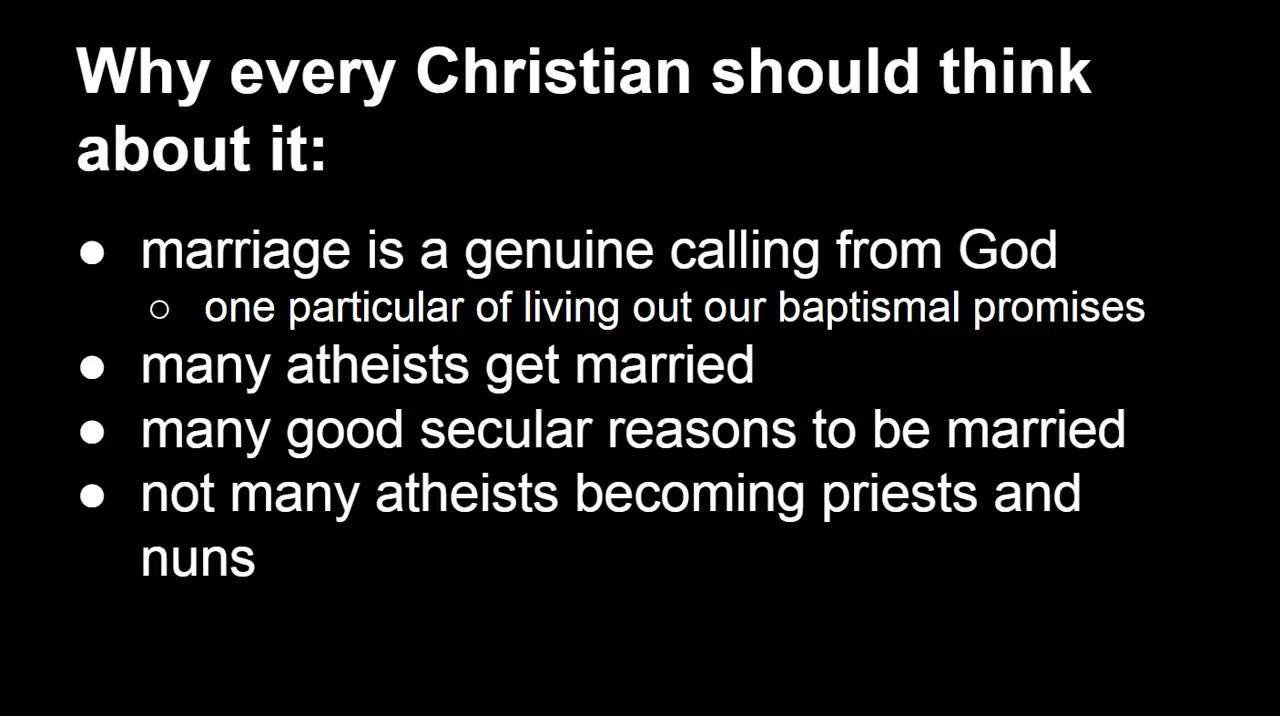 Why every Christian should think
about it:
● marriage is a genuine calling from God
○ one particular of living out our baptismal promises
● many atheists get married
● many good secular reasons to be married
● not many atheists becoming priests and
nuns